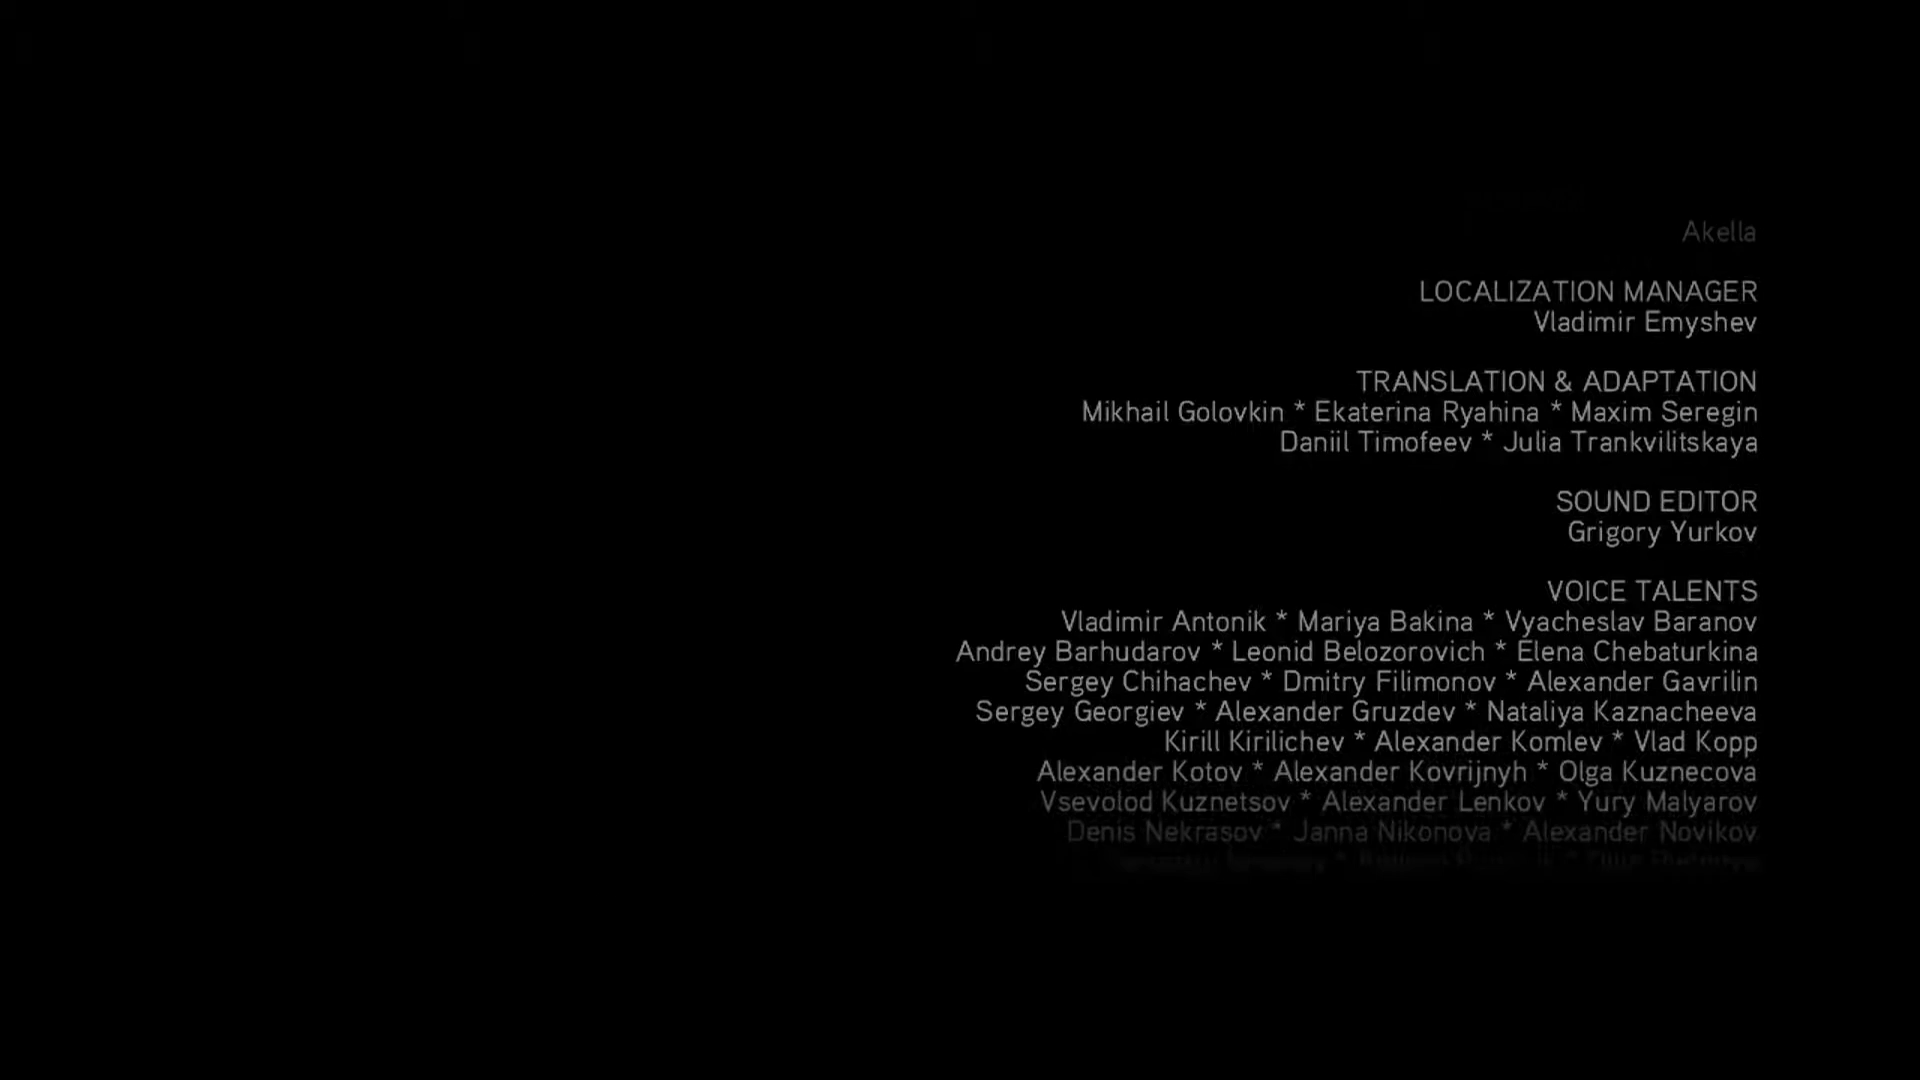 Akella
LOCALIZATION MANAGER
Vladimir Emyshev
TRANSLATION & ADAPTATION
Mikhail Golovkin * Ekaterina Ryahina * Maxim Seregin
Daniil Timofeev * Julia Trankvilitskaya
SOUND EDITOR
Grigory Yurkov
VOICE TALENTS
Vladimir Antonik * Mariya Bakina * Vyacheslav Baranov
Andrey Barhudarov * Leonid Belozorovich * Elena Chebaturkina
Sergey Chihachev * Dmitry Filimonov * Alexander Gavrilin
Sergey Georgiev * Alexander Gruzdev * Nataliya Kaznacheeva
Kirill Kirilichev * Alexander Komlev * Vlad Kopp
Alexander Kotov * Alexander Kovrijnyh * Olga Kuznecova
Vsevolod Kuznetsov * Alexander Lenkov * Yury Malyarov
Denis Nekrasov * Janna Nikonova * Alexander Novikov